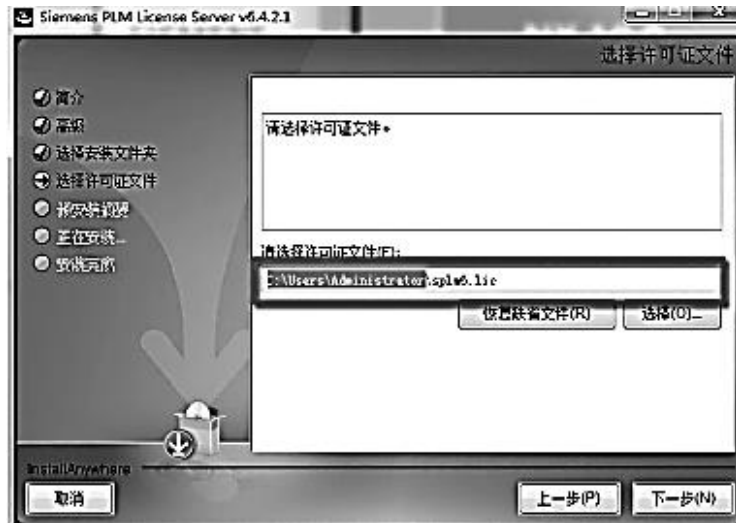 Siemens PLM License Server v6.4.2.1
选择许可证文件
简介
高级
选择安装文件夹
选择许可证文件
预安装摘要
正在安装...
安装完成
请选择许可证文件。
请选择许可证文件(F):
C:\Users\Administrator\splm6.lic
恢复缺省文件(R)
选择(O)...
InstallAnywhere
取消
上一步(P)
下一步(N)